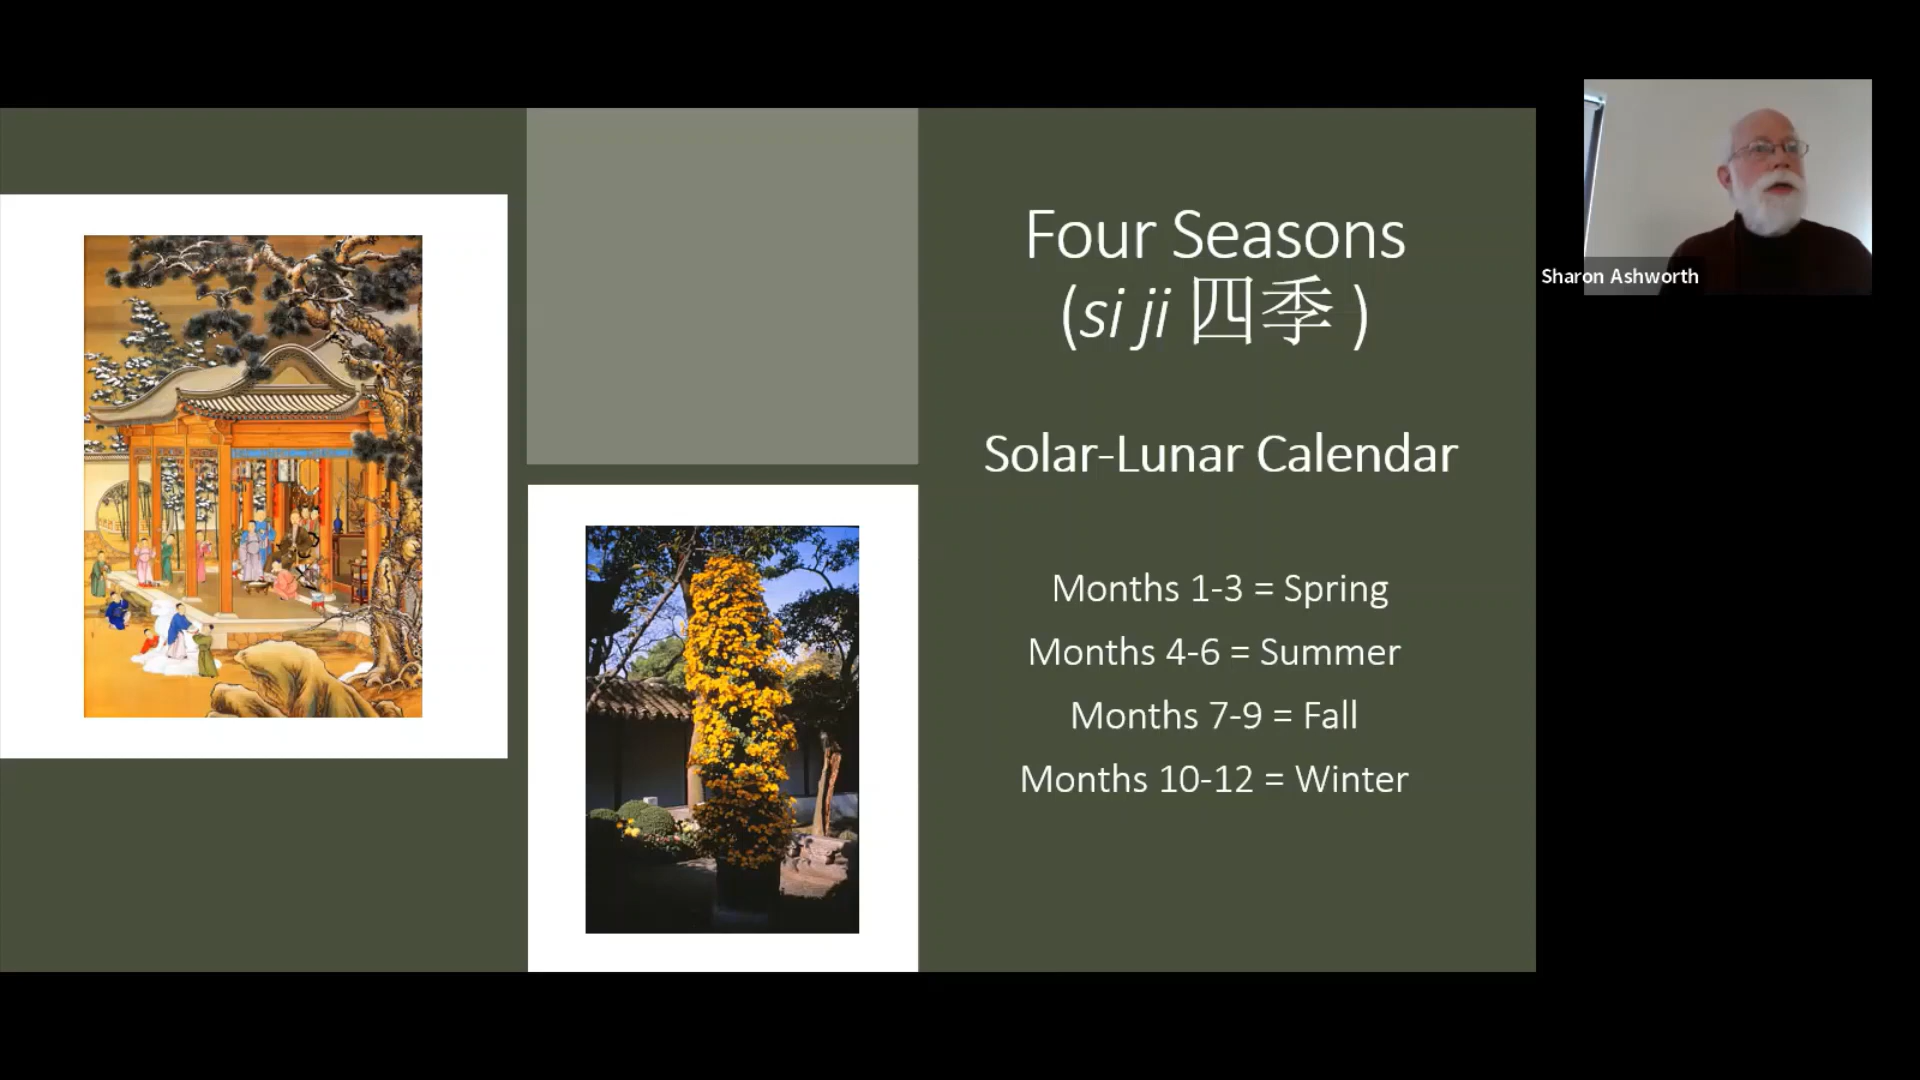 Four Seasons
(si ji 四季 )
Solar-Lunar Calendar
Months 1-3 = Spring
Months 4-6 = Summer
Months 7-9 = Fall
Months 10-12 = Winter
Sharon Ashworth